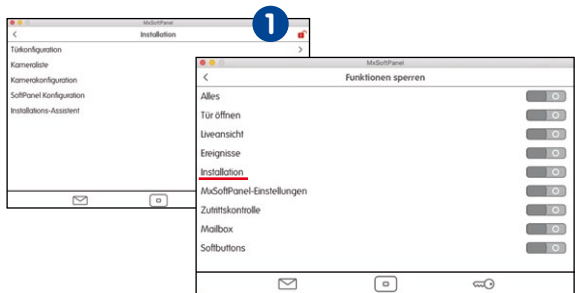 1
MxSoftPanel
Installation
Türkonfiguration
Kameraliste
Kamerakonfiguration
SoftPanel Konfiguration
Installations-Assistent
MxSoftPanel
Funktionen sperren
Alles
Tür öffnen
Liveansicht
Ereignisse
Installation
MxSoftPanel-Einstellungen
Zutrittskontrolle
Mailbox
Softbuttons